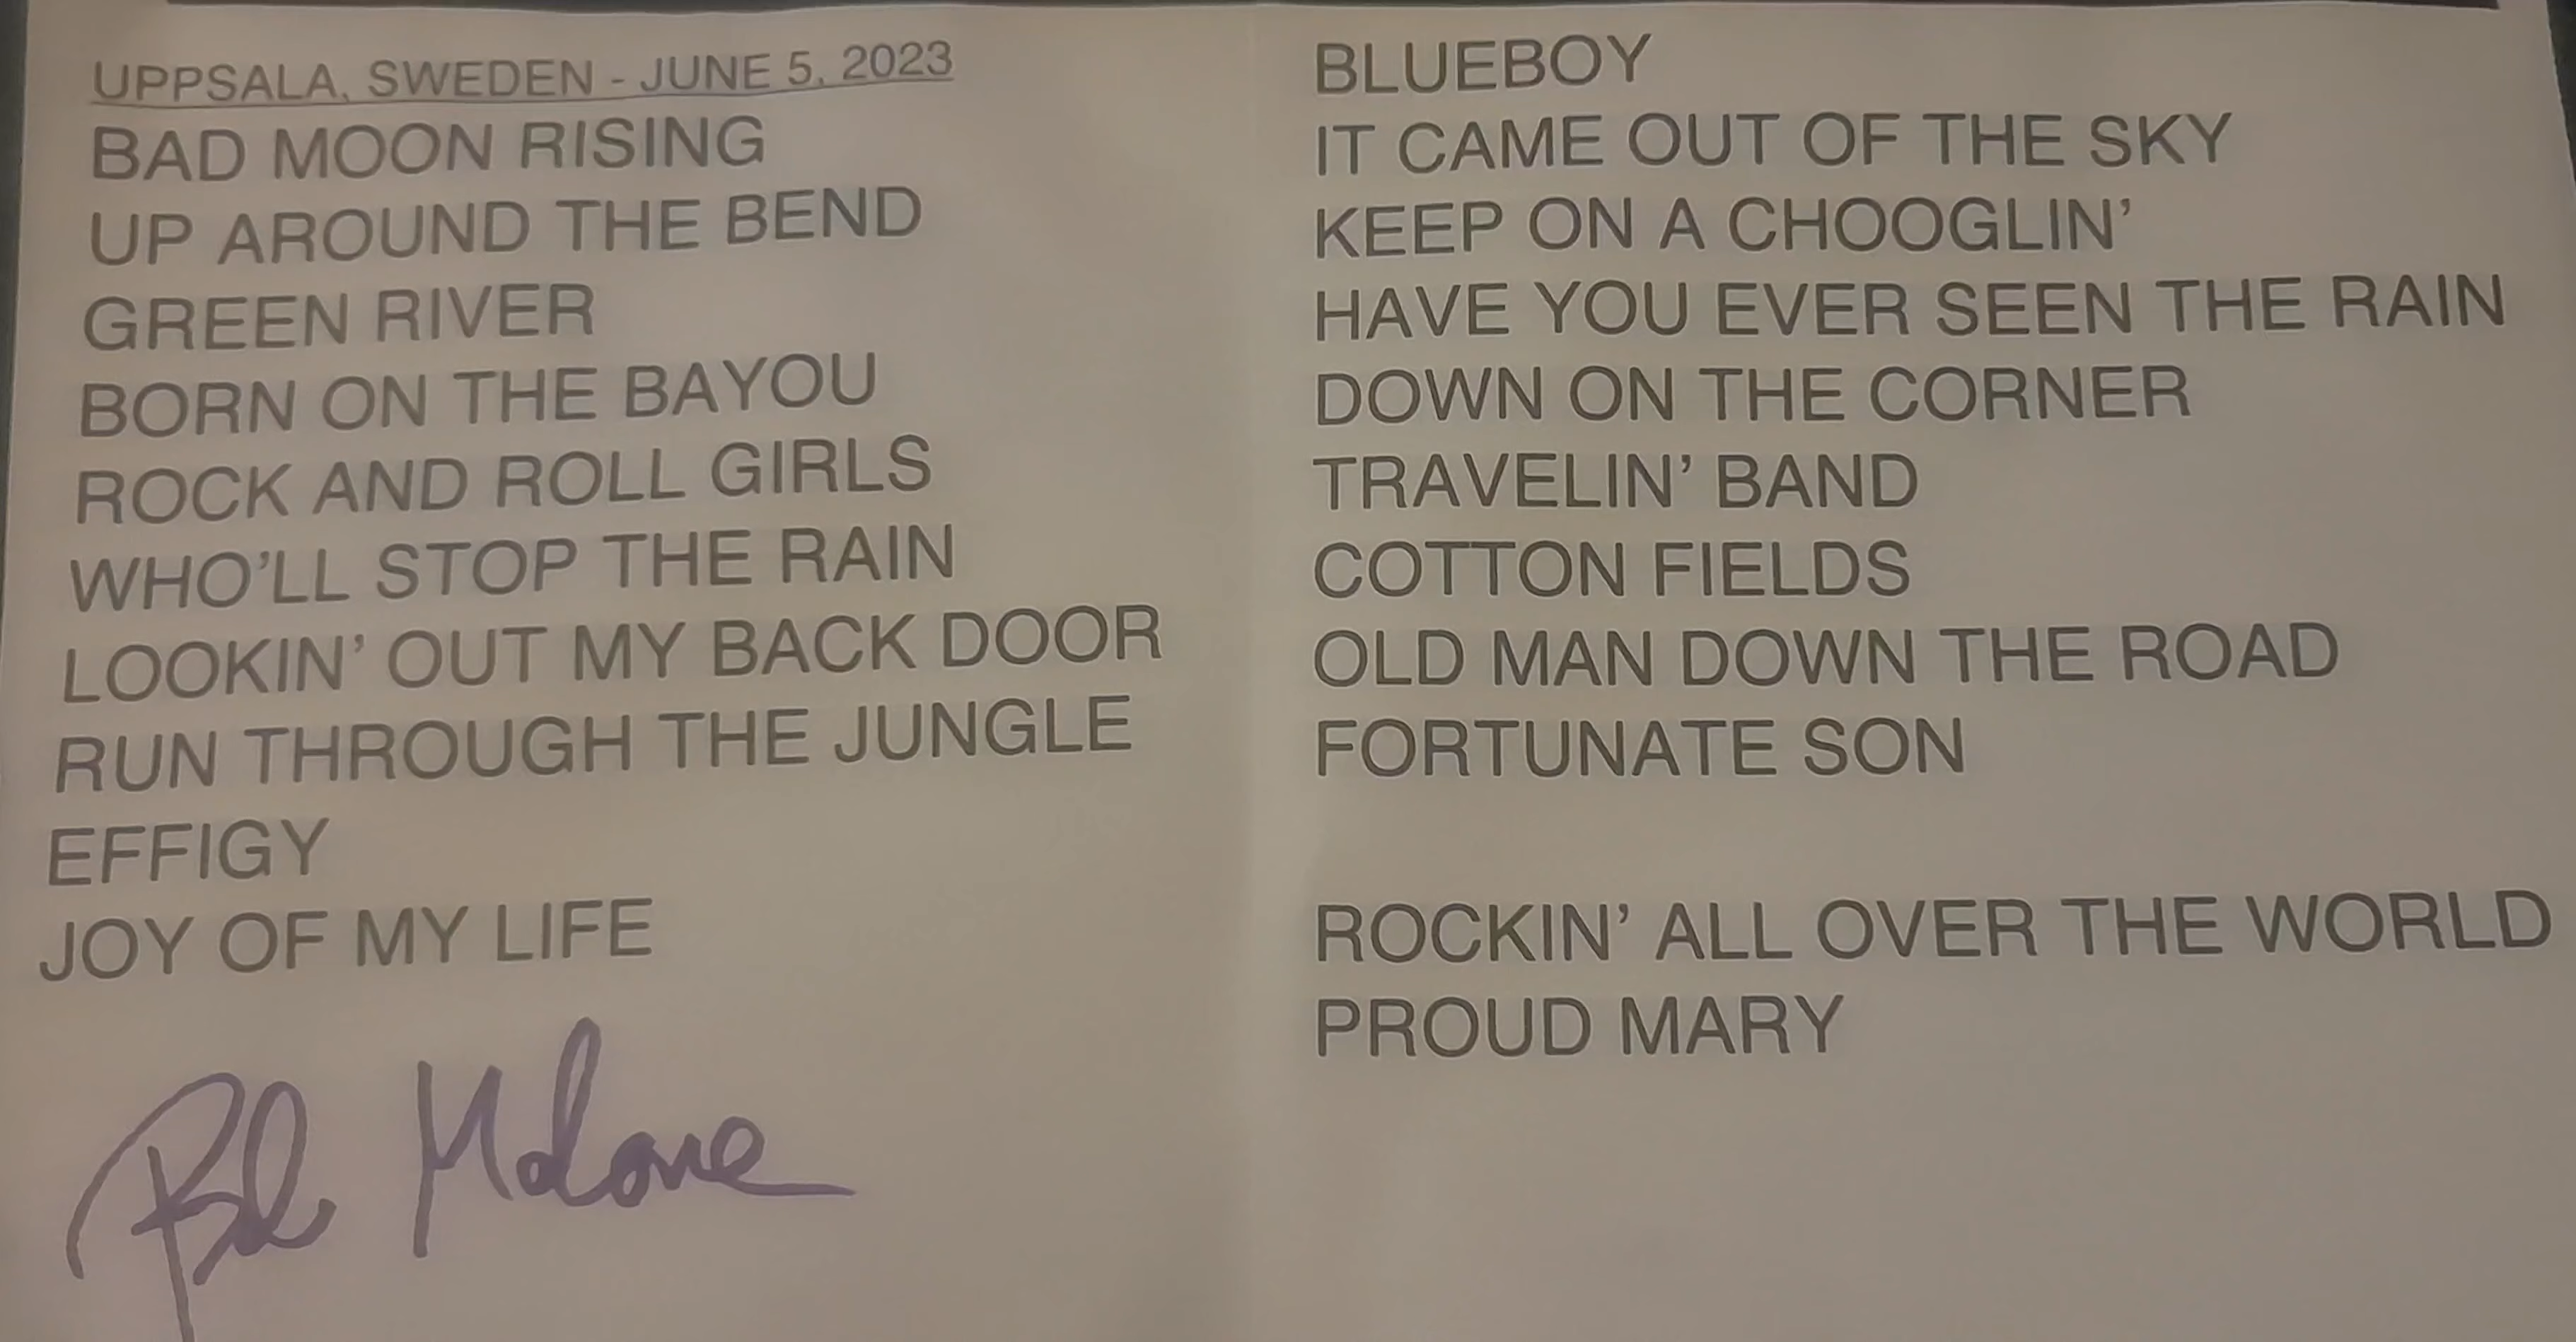 UPPSALA, SWEDEN - JUNE 5, 2023
BAD MOON RISING
UP AROUND THE BEND
GREEN RIVER
BORN ON THE BAYOU
ROCK AND ROLL GIRLS
WHO'LL STOP THE RAIN
LOOKIN' OUT MY BACK DOOR
RUN THROUGH THE JUNGLE
EFFIGY
JOY OF MY LIFE
Bob Malone
BLUEBOY
IT CAME OUT OF THE SKY
KEEP ON A CHOOGLIN'
HAVE YOU EVER SEEN THE RAIN
DOWN ON THE CORNER
TRAVELIN' BAND
COTTON FIELDS
OLD MAN DOWN THE ROAD
FORTUNATE SON
ROCKIN' ALL OVER THE WORLD
PROUD MARY